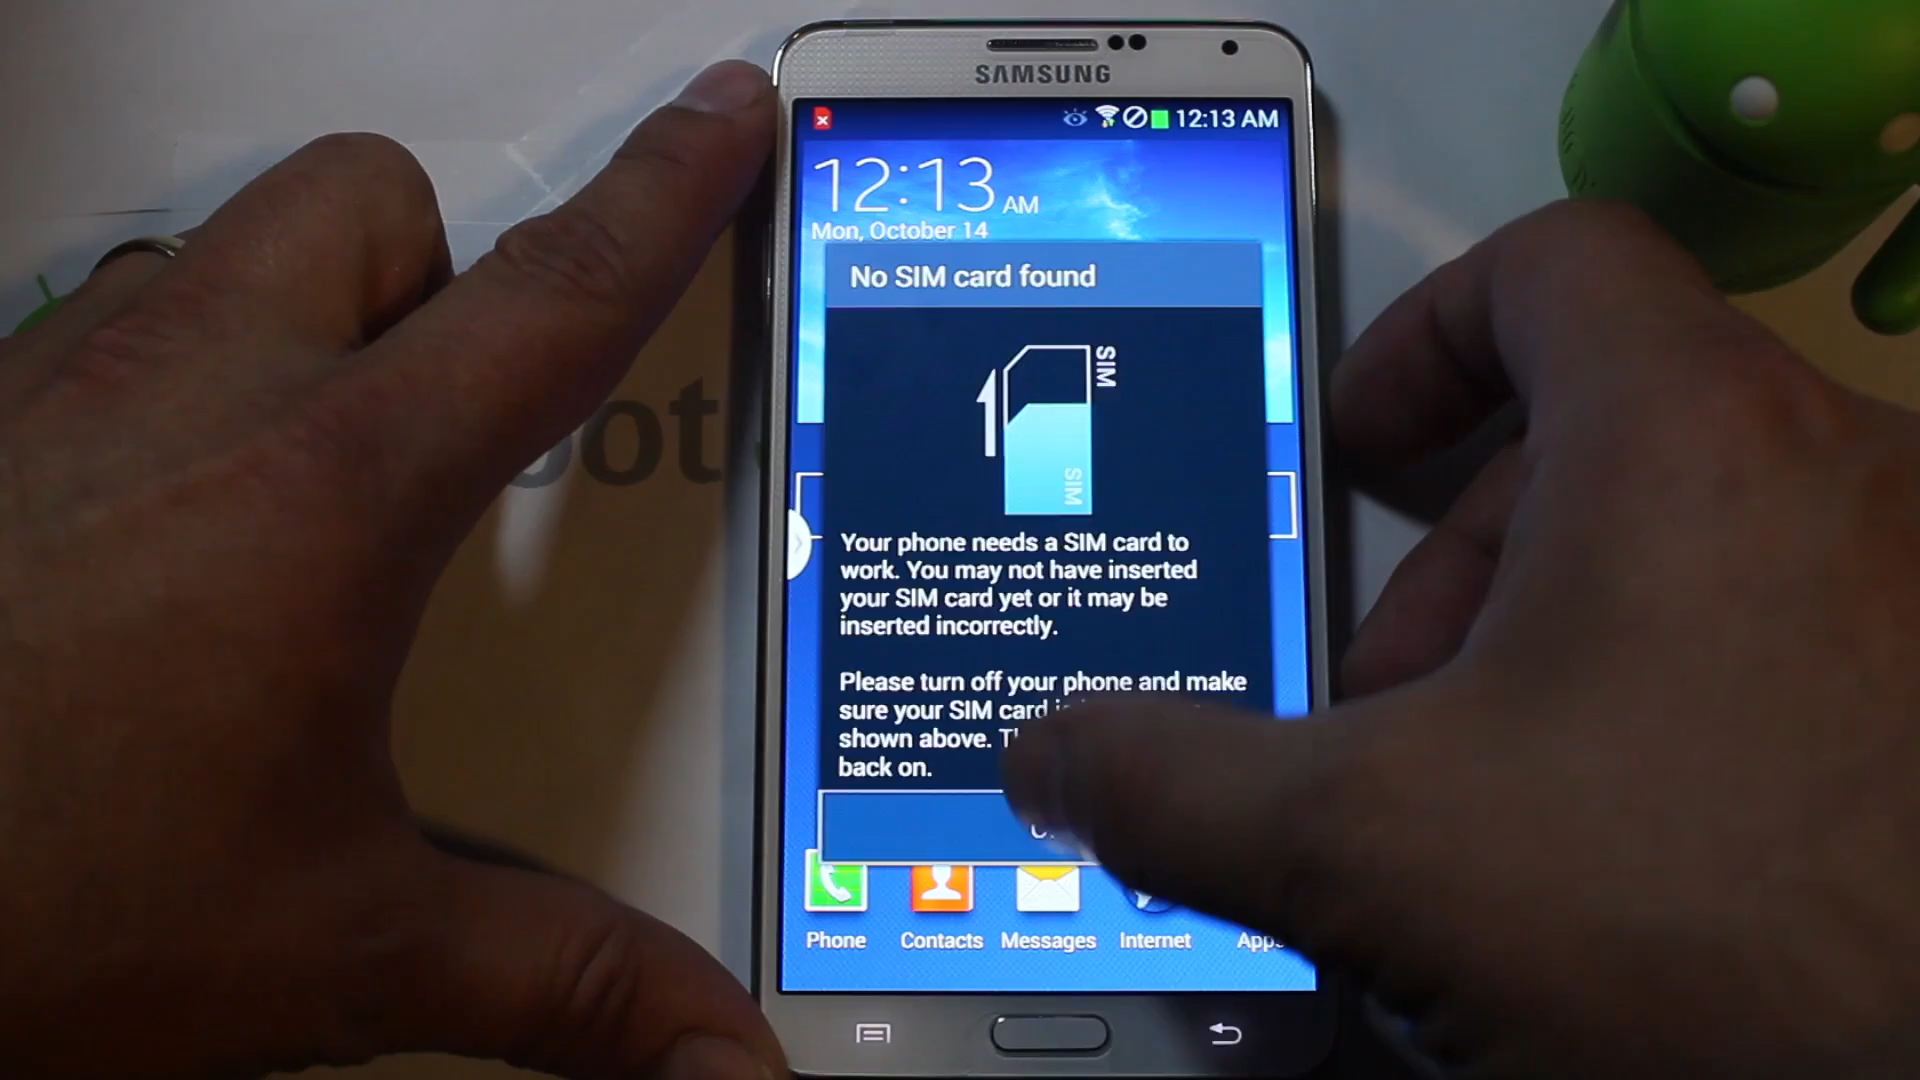 SAMSUNG
12:13 AM
12:13 AM
Mon, October 14
No SIM card found
SIM
SIM
Your phone needs a SIM card to
work. You may not have inserted
your SIM card yet or it may be
inserted incorrectly.
Please turn off your phone and make
sure your SIM card
shown above.
back on.
Phone Contacts Messages Internet Apps
oot